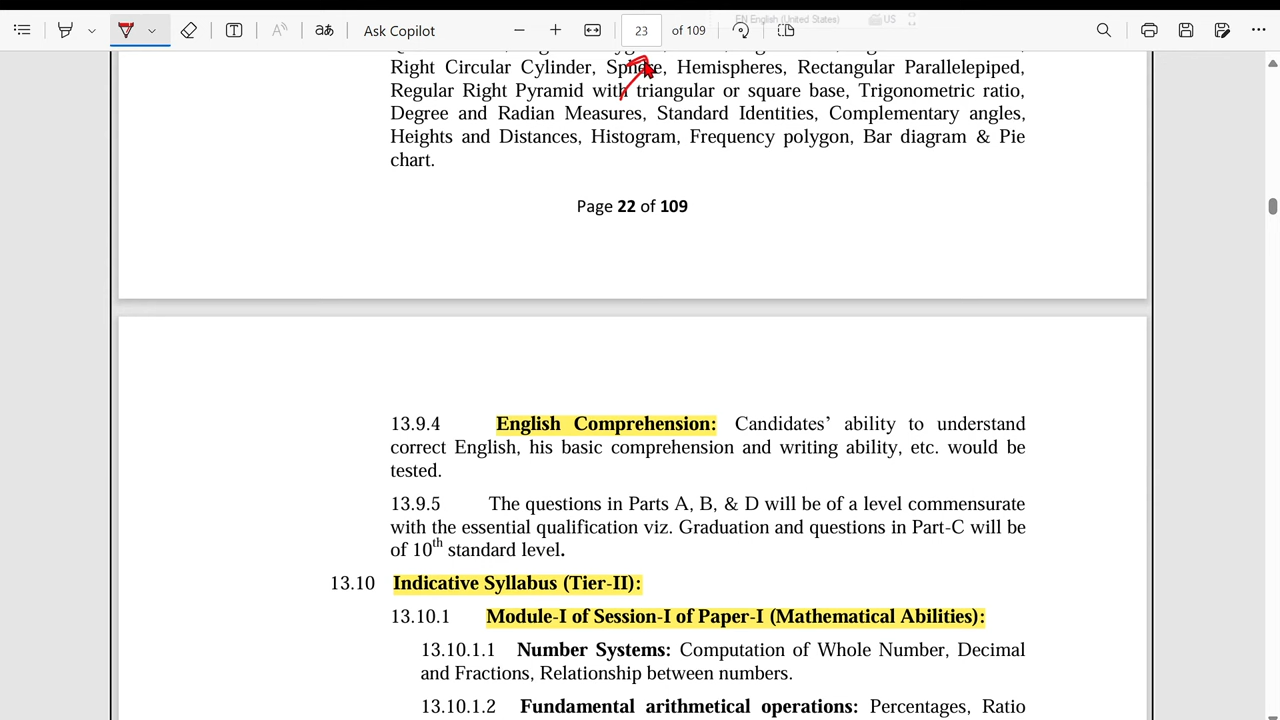 Ask Copilot 23 of 109 EN English (United States) US
Right Circular Cylinder, Sphere, Hemispheres, Rectangular Parallelepiped,
Regular Right Pyramid with triangular or square base, Trigonometric ratio,
Degree and Radian Measures, Standard Identities, Complementary angles,
Heights and Distances, Histogram, Frequency polygon, Bar diagram & Pie
chart.
Page 22 of 109
13.9.4 English Comprehension: Candidates’ ability to understand
correct English, his basic comprehension and writing ability, etc. would be
tested.
13.9.5 The questions in Parts A, B, & D will be of a level commensurate
with the essential qualification viz. Graduation and questions in Part-C will be
of 10th standard level.
13.10 Indicative Syllabus (Tier-II):
13.10.1 Module-I of Session-I of Paper-I (Mathematical Abilities):
13.10.1.1 Number Systems: Computation of Whole Number, Decimal
and Fractions, Relationship between numbers.
13.10.1.2 Fundamental arithmetical operations: Percentages, Ratio